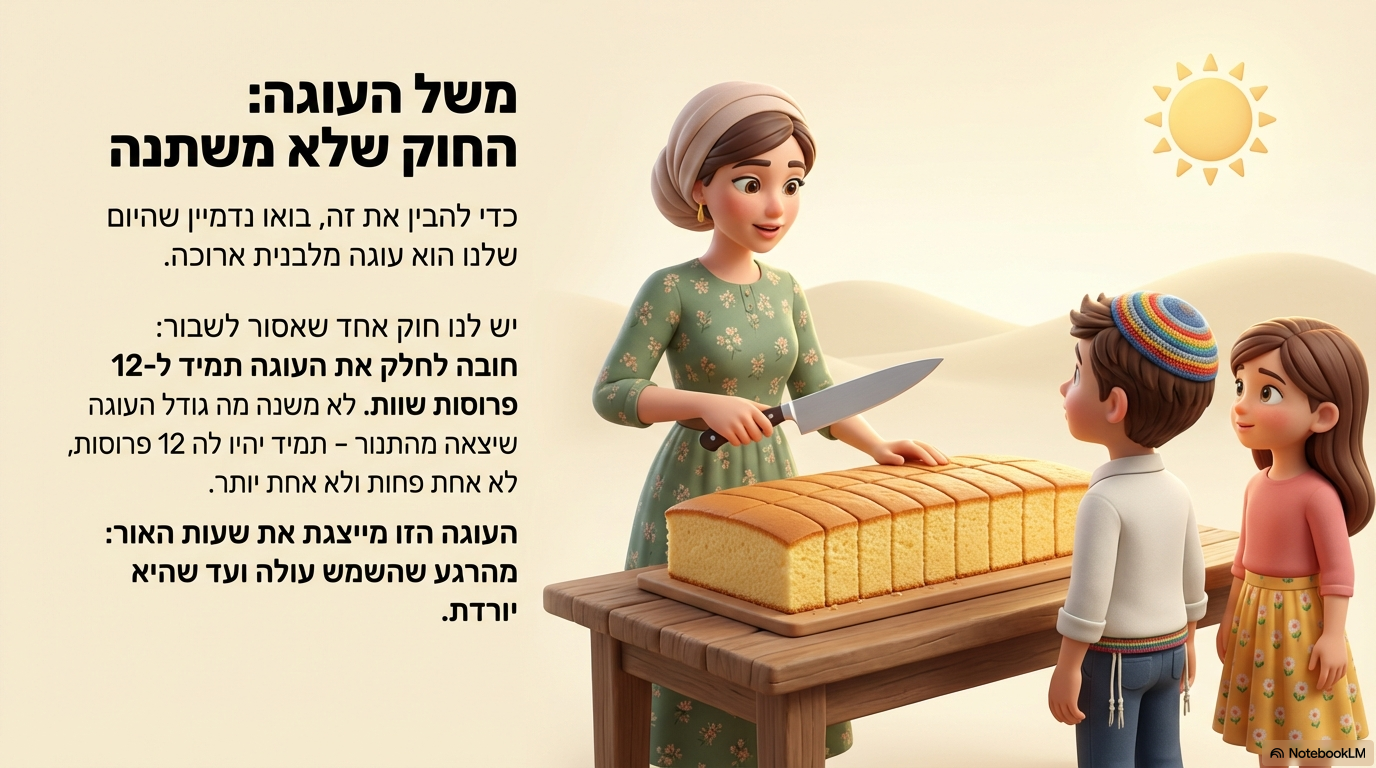 משל העוגה:
החוק שלא משתנה
כדי להבין את זה, בואו נדמיין שהיום
שלנו הוא עוגה מלבנית ארוכה.
יש לנו חוק אחד שאסור לשבור:
חובה לחלק את העוגה תמיד ל-12
פרוסות שוות. לא משנה מה גודל העוגה
שיצאה מהתנור – תמיד יהיו לה 12 פרוסות,
לא אחת פחות ולא אחת יותר.
העוגה הזו מייצגת את שעות האור:
מהרגע שהשמש עולה ועד שהיא
יורדת.
NotebookLM